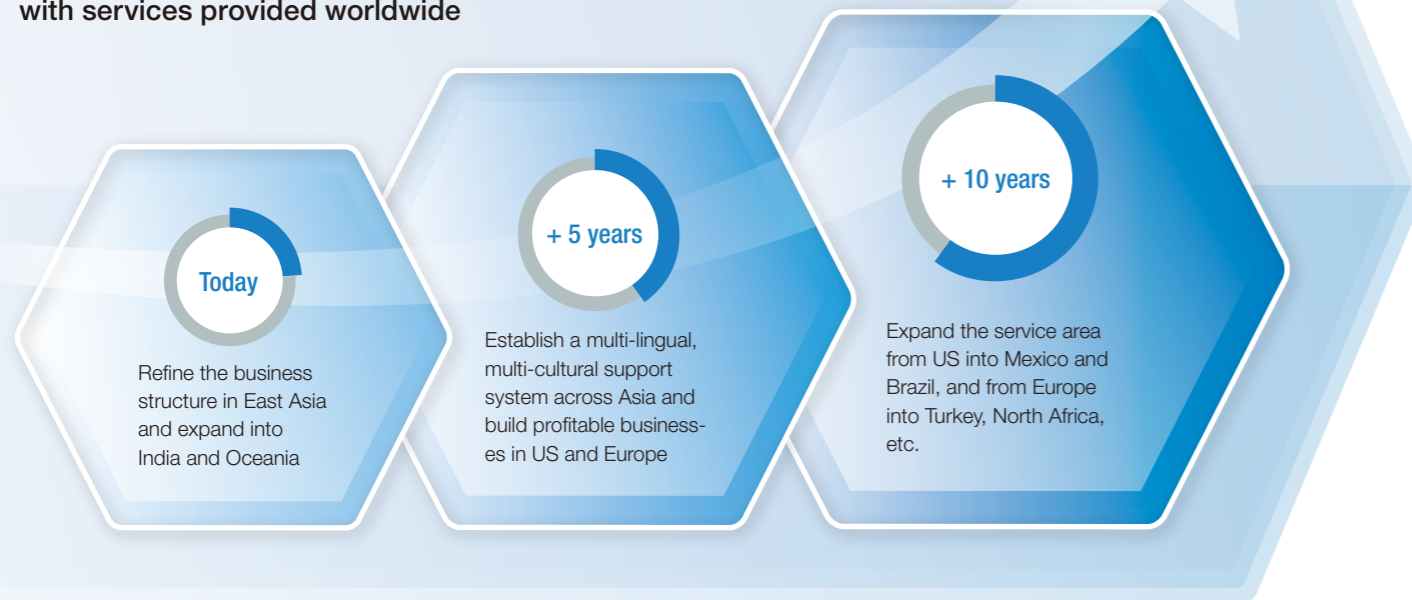 with services provided worldwide
Today
Refine the business
structure in East Asia
and expand into
India and Oceania
+ 5 years
Establish a multi-lingual,
multi-cultural support
system across Asia and
build profitable business-
es in US and Europe
+ 10 years
Expand the service area
from US into Mexico and
Brazil, and from Europe
into Turkey, North Africa,
etc.